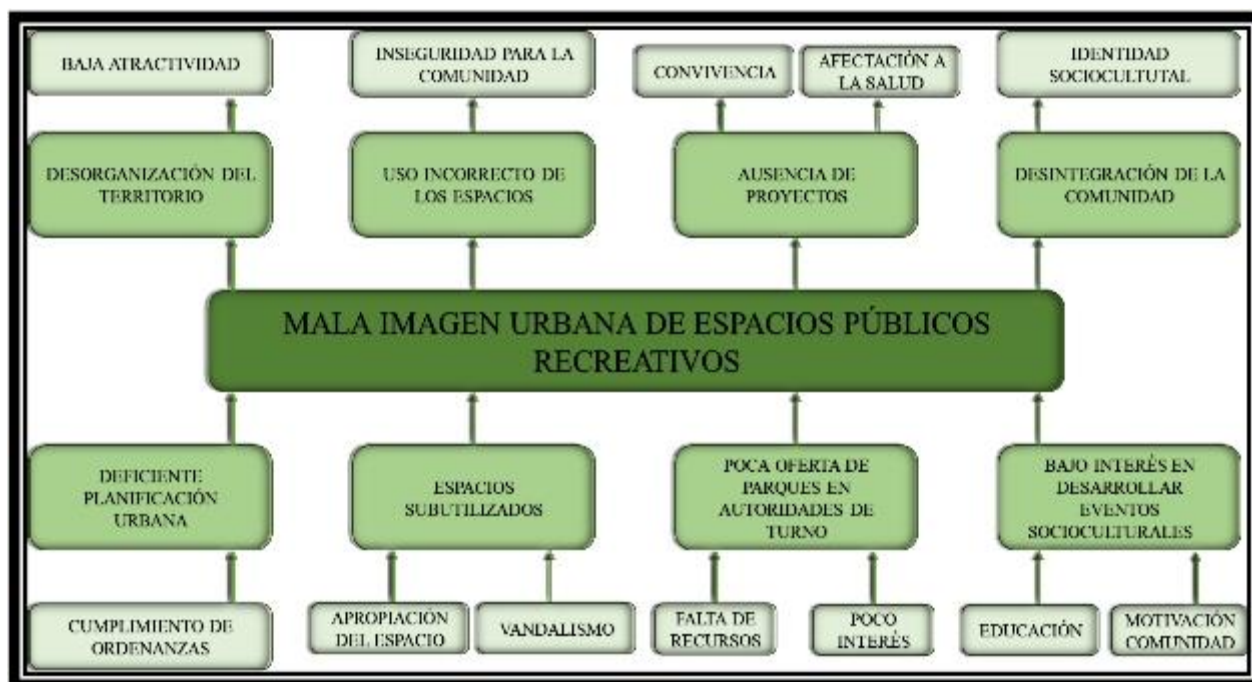 BAJA ATRACTIVIDAD
INSEGURIDAD PARA LA
COMUNIDAD
CONVIVENCIA
AFECTACIÓN A
LA SALUD
IDENTIDAD
SOCIOCULTUTAL
DESORGANIZACIÓN DEL
TERRITORIO
USO INCORRECTO DE
LOS ESPACIOS
AUSENCIA DE
PROYECTOS
DESINTEGRACIÓN DE LA
COMUNIDAD
MALA IMAGEN URBANA DE ESPACIOS PÚBLICOS
RECREATIVOS
DEFICIENTE
PLANIFICACIÓN
URBANA
ESPACIOS
SUBUTILIZADOS
POCA OFERTA DE
PARQUES EN
AUTORIDADES DE
TURNO
BAJO INTERÉS EN
DESARROLLAR
EVENTOS
SOCIOCULTURALES
CUMPLIMIENTO DE
ORDENANZAS
APROPIACIÓN
DEL ESPACIO
VANDALISMO
FALTA DE
RECURSOS
POCO
INTERÉS
EDUCACIÓN
MOTIVACIÓN
COMUNIDAD